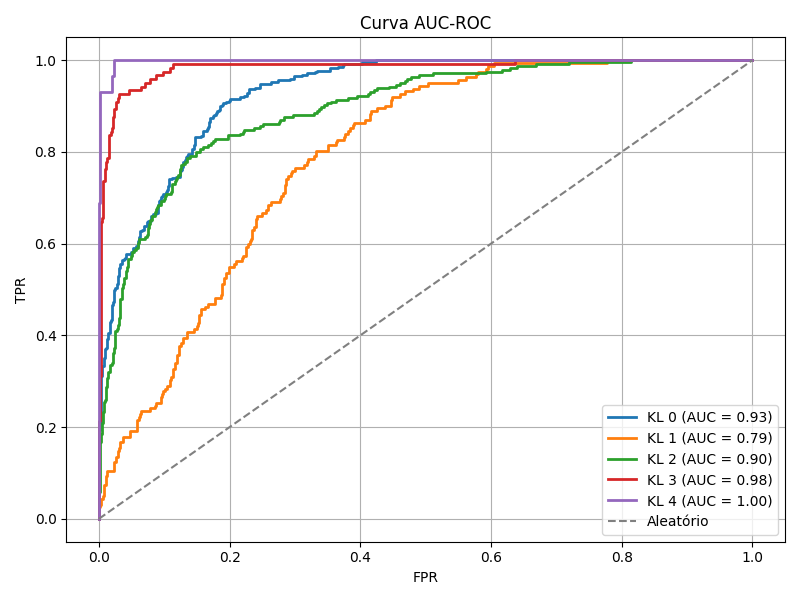 Curva AUC-ROC
TPR
1.0
0.8
0.6
0.4
0.2
0.0
0.0 0.2 0.4 0.6 0.8 1.0
FPR
KL 0 (AUC = 0.93)
KL 1 (AUC = 0.79)
KL 2 (AUC = 0.90)
KL 3 (AUC = 0.98)
KL 4 (AUC = 1.00)
Aleatório